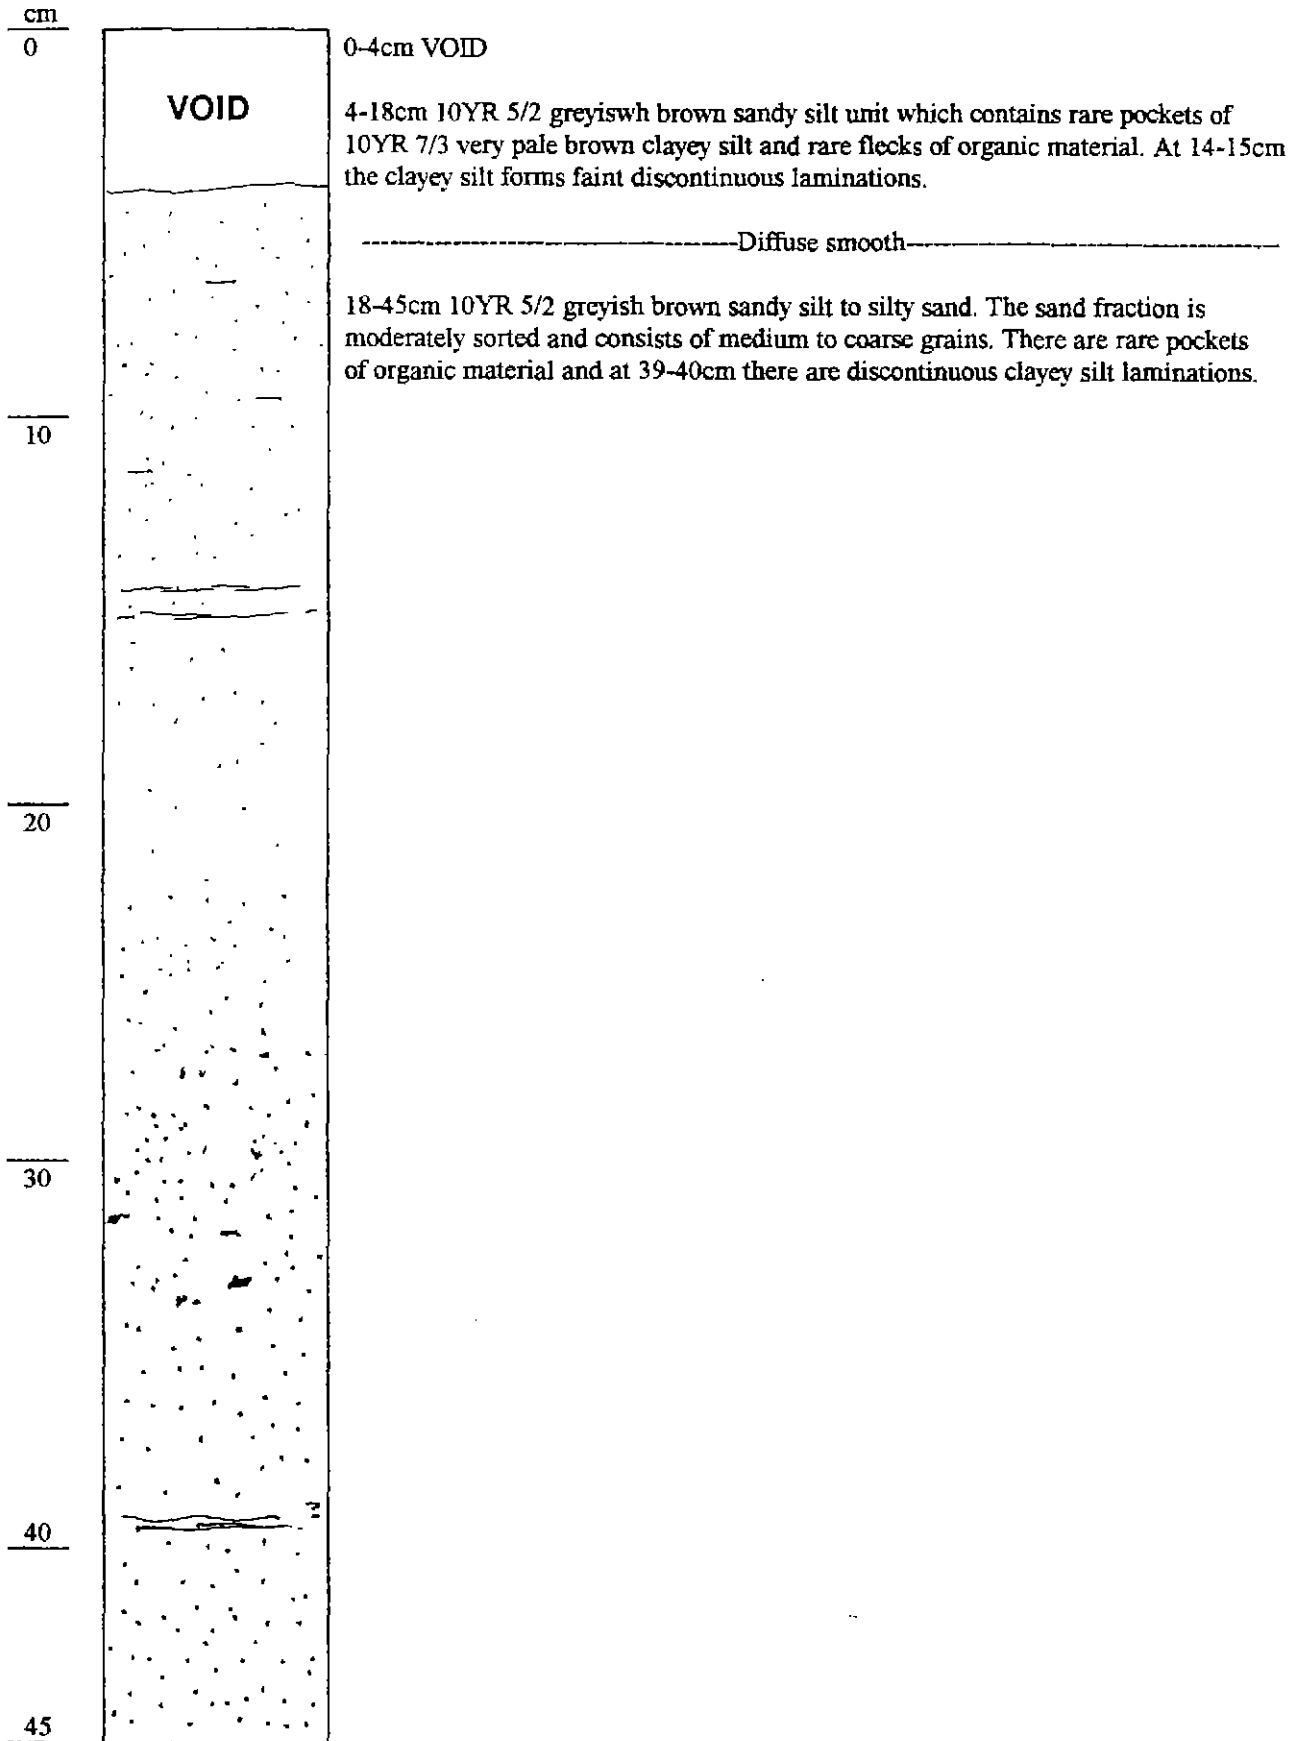 cm
0
VOID
0-4cm VOID
4-18cm 10YR 5/2 greyiswh brown sandy silt unit which contains rare pockets of
10YR 7/3 very pale brown clayey silt and rare flecks of organic material. At 14-15cm
the clayey silt forms faint discontinuous laminations.
Diffuse smooth
18-45cm 10YR 5/2 greyish brown sandy silt to silty sand. The sand fraction is
moderately sorted and consists of medium to coarse grains. There are rare pockets
of organic material and at 39-40cm there are discontinuous clayey silt laminations.
10
20
30
40
45